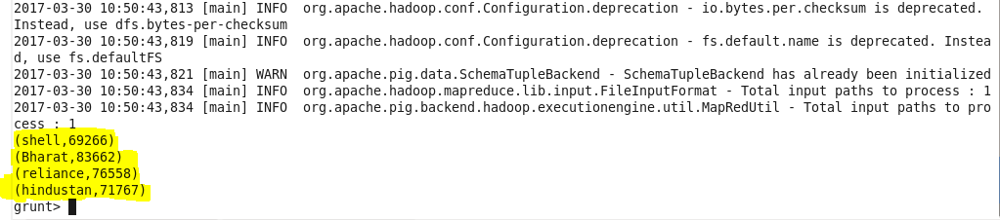 2017-03-30 10:50:43,813 [main] INFO  org.apache.hadoop.conf.Configuration.deprecation - io.bytes.per.checksum is deprecated.
Instead, use dfs.bytes-per-checksum
2017-03-30 10:50:43,819 [main] INFO  org.apache.hadoop.conf.Configuration.deprecation - fs.default.name is deprecated. Instea
d, use fs.defaultFS
2017-03-30 10:50:43,821 [main] WARN  org.apache.pig.data.SchemaTupleBackend - SchemaTupleBackend has already been initialized
2017-03-30 10:50:43,834 [main] INFO  org.apache.hadoop.mapreduce.lib.input.FileInputFormat - Total input paths to process : 1
2017-03-30 10:50:43,834 [main] INFO  org.apache.pig.backend.hadoop.executionengine.util.MapRedUtil - Total input paths to pro
cess : 1
(shell,69266)
(Bharat,83662)
(reliance,76558)
(hindustan,71767)
grunt>